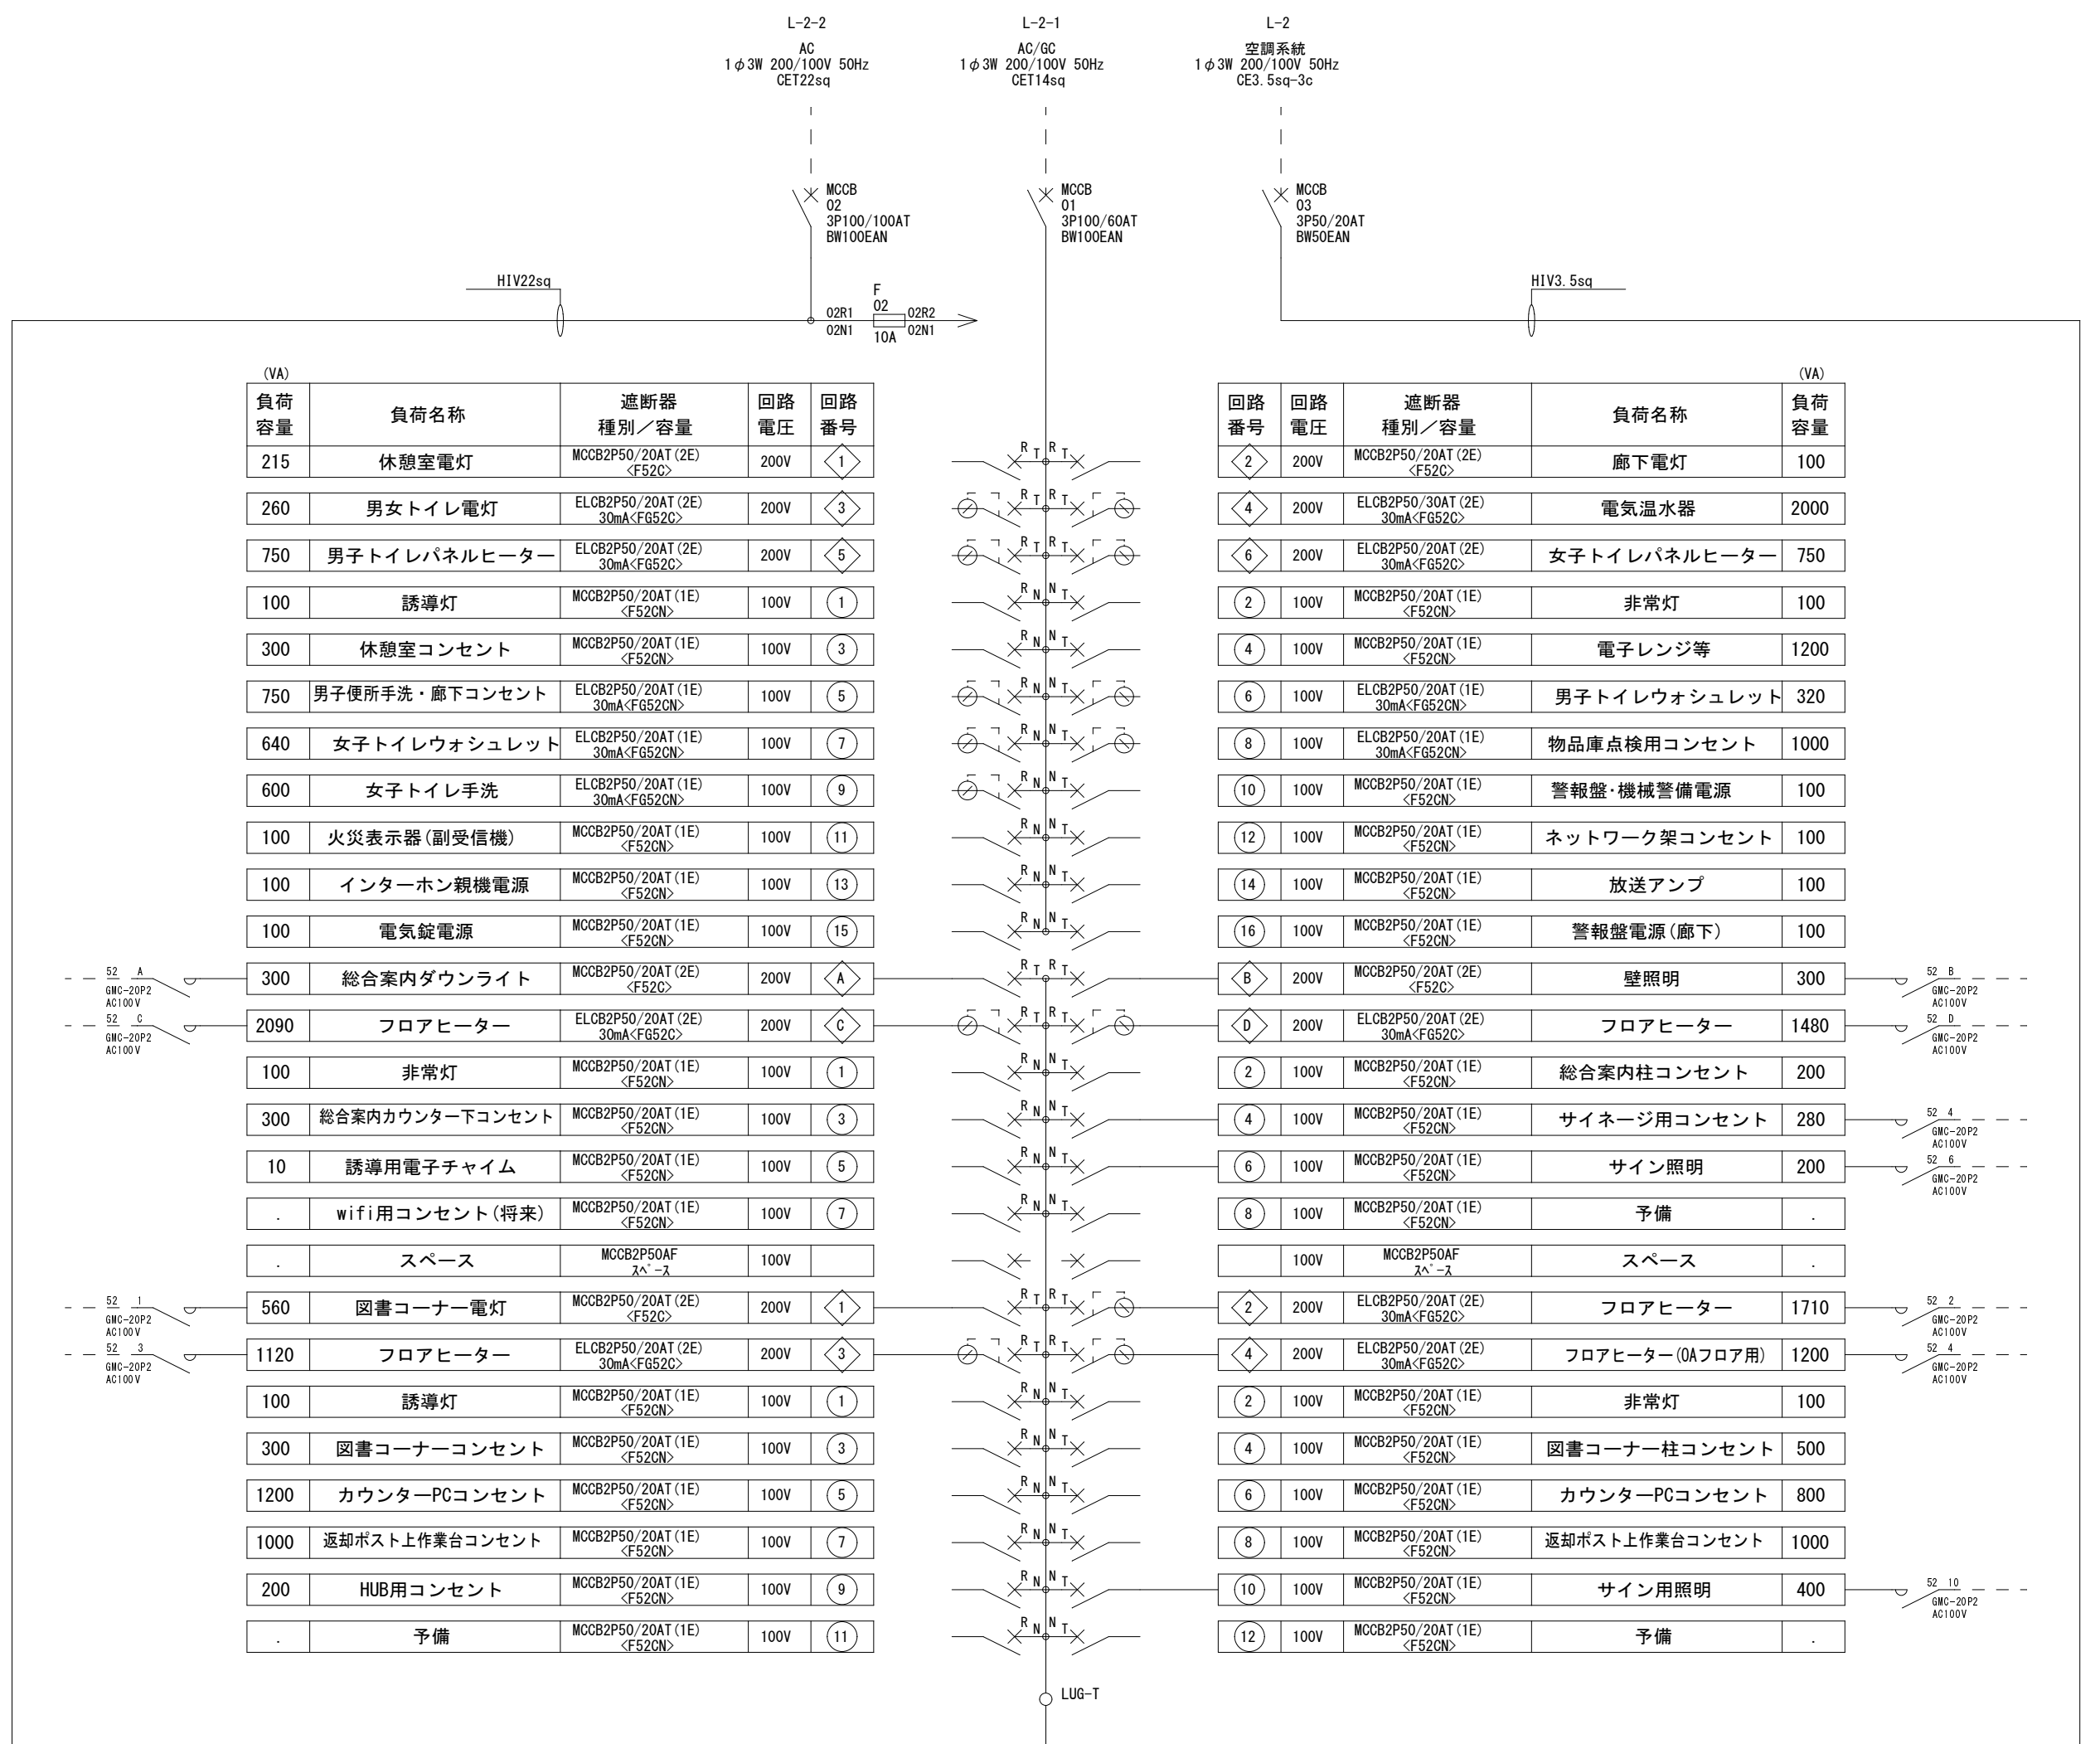 L-2-2
AC
1φ3W 200/100V 50Hz
CET22sq
L-2-1
AC/GC
1φ3W 200/100V 50Hz
CET14sq
L-2
空調系統
1φ3W 200/100V 50Hz
CE3.5sq-3c
MCCB
02
3P100/100AT
BW100EAN
MCCB
01
3P100/60AT
BW100EAN
MCCB
03
3P50/20AT
BW50EAN
HIV22sq
02R1
02N1
F
02
10A
02R2
02N1
HIV3.5sq
(VA)
負荷容量 負荷名称 遮断器種別／容量 回路電圧 回路番号
(VA)
回路番号 回路電圧 遮断器種別／容量 負荷名称 負荷容量
215 休憩室電灯 MCCB2P50/20AT(2E) <F52C> 200V 1 R T R T 2 200V MCCB2P50/20AT(2E) <F52C> 廊下電灯 100
260 男女トイレ電灯 ELCB2P50/20AT(2E) 30mA<FG52C> 200V 3 R T R T 4 200V ELCB2P50/30AT(2E) 30mA<FG52C> 電気温水器 2000
750 男子トイレパネルヒーター ELCB2P50/20AT(2E) 30mA<FG52C> 200V 5 R T R T 6 200V ELCB2P50/20AT(2E) 30mA<FG52C> 女子トイレパネルヒーター 750
100 誘導灯 MCCB2P50/20AT(1E) <F52CN> 100V 1 R N N T 2 100V MCCB2P50/20AT(1E) <F52CN> 非常灯 100
300 休憩室コンセント MCCB2P50/20AT(1E) <F52CN> 100V 3 R N N T 4 100V MCCB2P50/20AT(1E) <F52CN> 電子レンジ等 1200
750 男子便所手洗・廊下コンセント ELCB2P50/20AT(1E) 30mA<FG52CN> 100V 5 R N N T 6 100V ELCB2P50/20AT(1E) 30mA<FG52CN> 男子トイレウォシュレット 320
640 女子トイレウォシュレット ELCB2P50/20AT(1E) 30mA<FG52CN> 100V 7 R N N T 8 100V ELCB2P50/20AT(1E) 30mA<FG52CN> 物品庫点検用コンセント 1000
600 女子トイレ手洗 ELCB2P50/20AT(1E) 30mA<FG52CN> 100V 9 R N N T 10 100V MCCB2P50/20AT(1E) <F52CN> 警報盤・機械警備電源 100
100 火災表示器(副受信機) MCCB2P50/20AT(1E) <F52CN> 100V 11 R N N T 12 100V MCCB2P50/20AT(1E) <F52CN> ネットワーク架コンセント 100
100 インターホン親機電源 MCCB2P50/20AT(1E) <F52CN> 100V 13 R N N T 14 100V MCCB2P50/20AT(1E) <F52CN> 放送アンプ 100
100 電気錠電源 MCCB2P50/20AT(1E) <F52CN> 100V 15 R N N T 16 100V MCCB2P50/20AT(1E) <F52CN> 警報盤電源(廊下) 100
52 A GMC-20P2 AC100V 300 総合案内ダウンライト MCCB2P50/20AT(2E) <F52C> 200V A R T R T B 200V MCCB2P50/20AT(2E) <F52C> 壁照明 300 52 B GMC-20P2 AC100V
52 C GMC-20P2 AC100V 2090 フロアヒーター ELCB2P50/20AT(2E) 30mA<FG52C> 200V C R T R T D 200V ELCB2P50/20AT(2E) 30mA<FG52C> フロアヒーター 1480 52 D GMC-20P2 AC100V
100 非常灯 MCCB2P50/20AT(1E) <F52CN> 100V 1 R N N T 2 100V MCCB2P50/20AT(1E) <F52CN> 総合案内柱コンセント 200
300 総合案内カウンター下コンセント MCCB2P50/20AT(1E) <F52CN> 100V 3 R N N T 4 100V MCCB2P50/20AT(1E) <F52CN> サイネージ用コンセント 280 52 4 GMC-20P2 AC100V
10 誘導用電子チャイム MCCB2P50/20AT(1E) <F52CN> 100V 5 R N N T 6 100V MCCB2P50/20AT(1E) <F52CN> サイン照明 200 52 6 GMC-20P2 AC100V
. wifi用コンセント(将来) MCCB2P50/20AT(1E) <F52CN> 100V 7 R N N T 8 100V MCCB2P50/20AT(1E) <F52CN> 予備 .
. スペース MCCB2P50AF ｽﾍﾟｰｽ 100V 100V MCCB2P50AF ｽﾍﾟｰｽ スペース .
52 1 GMC-20P2 AC100V 560 図書コーナー電灯 MCCB2P50/20AT(2E) <F52C> 200V 1 R T R T 2 200V ELCB2P50/20AT(2E) 30mA<FG52C> フロアヒーター 1710 52 2 GMC-20P2 AC100V
52 3 GMC-20P2 AC100V 1120 フロアヒーター ELCB2P50/20AT(2E) 30mA<FG52C> 200V 3 R T R T 4 200V ELCB2P50/20AT(2E) 30mA<FG52C> フロアヒーター(OAフロア用) 1200 52 4 GMC-20P2 AC100V
100 誘導灯 MCCB2P50/20AT(1E) <F52CN> 100V 1 R N N T 2 100V MCCB2P50/20AT(1E) <F52CN> 非常灯 100
300 図書コーナーコンセント MCCB2P50/20AT(1E) <F52CN> 100V 3 R N N T 4 100V MCCB2P50/20AT(1E) <F52CN> 図書コーナー柱コンセント 500
1200 カウンターPCコンセント MCCB2P50/20AT(1E) <F52CN> 100V 5 R N N T 6 100V MCCB2P50/20AT(1E) <F52CN> カウンターPCコンセント 800
1000 返却ポスト上作業台コンセント MCCB2P50/20AT(1E) <F52CN> 100V 7 R N N T 8 100V MCCB2P50/20AT(1E) <F52CN> 返却ポスト上作業台コンセント 1000
200 HUB用コンセント MCCB2P50/20AT(1E) <F52CN> 100V 9 R N N T 10 100V MCCB2P50/20AT(1E) <F52CN> サイン用照明 400 52 10 GMC-20P2 AC100V
. 予備 MCCB2P50/20AT(1E) <F52CN> 100V 11 R N N T 12 100V MCCB2P50/20AT(1E) <F52CN> 予備 .
LUG-T